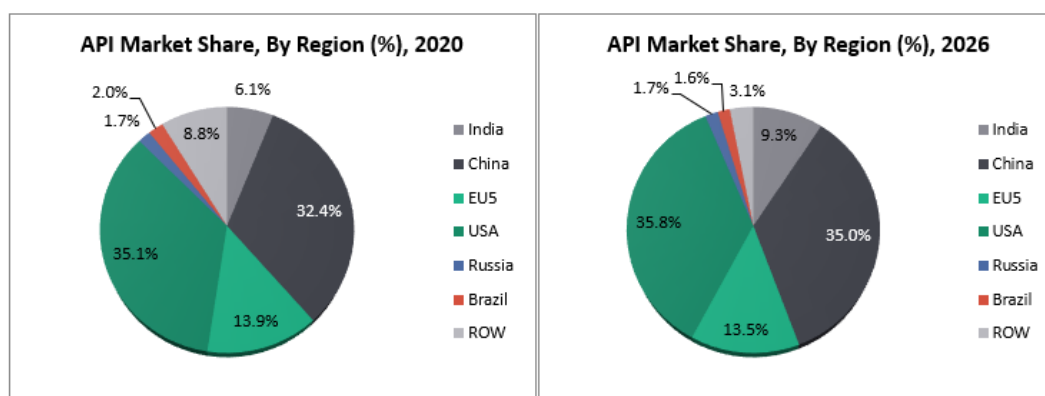 API Market Share, By Region (%), 2020
2.0%
6.1%
1.7%
8.8%
32.4%
35.1%
13.9%
India
China
EU5
USA
Russia
Brazil
ROW
API Market Share, By Region (%), 2026
1.6%
1.7%
3.1%
9.3%
35.8%
35.0%
13.5%
India
China
EU5
USA
Russia
Brazil
ROW